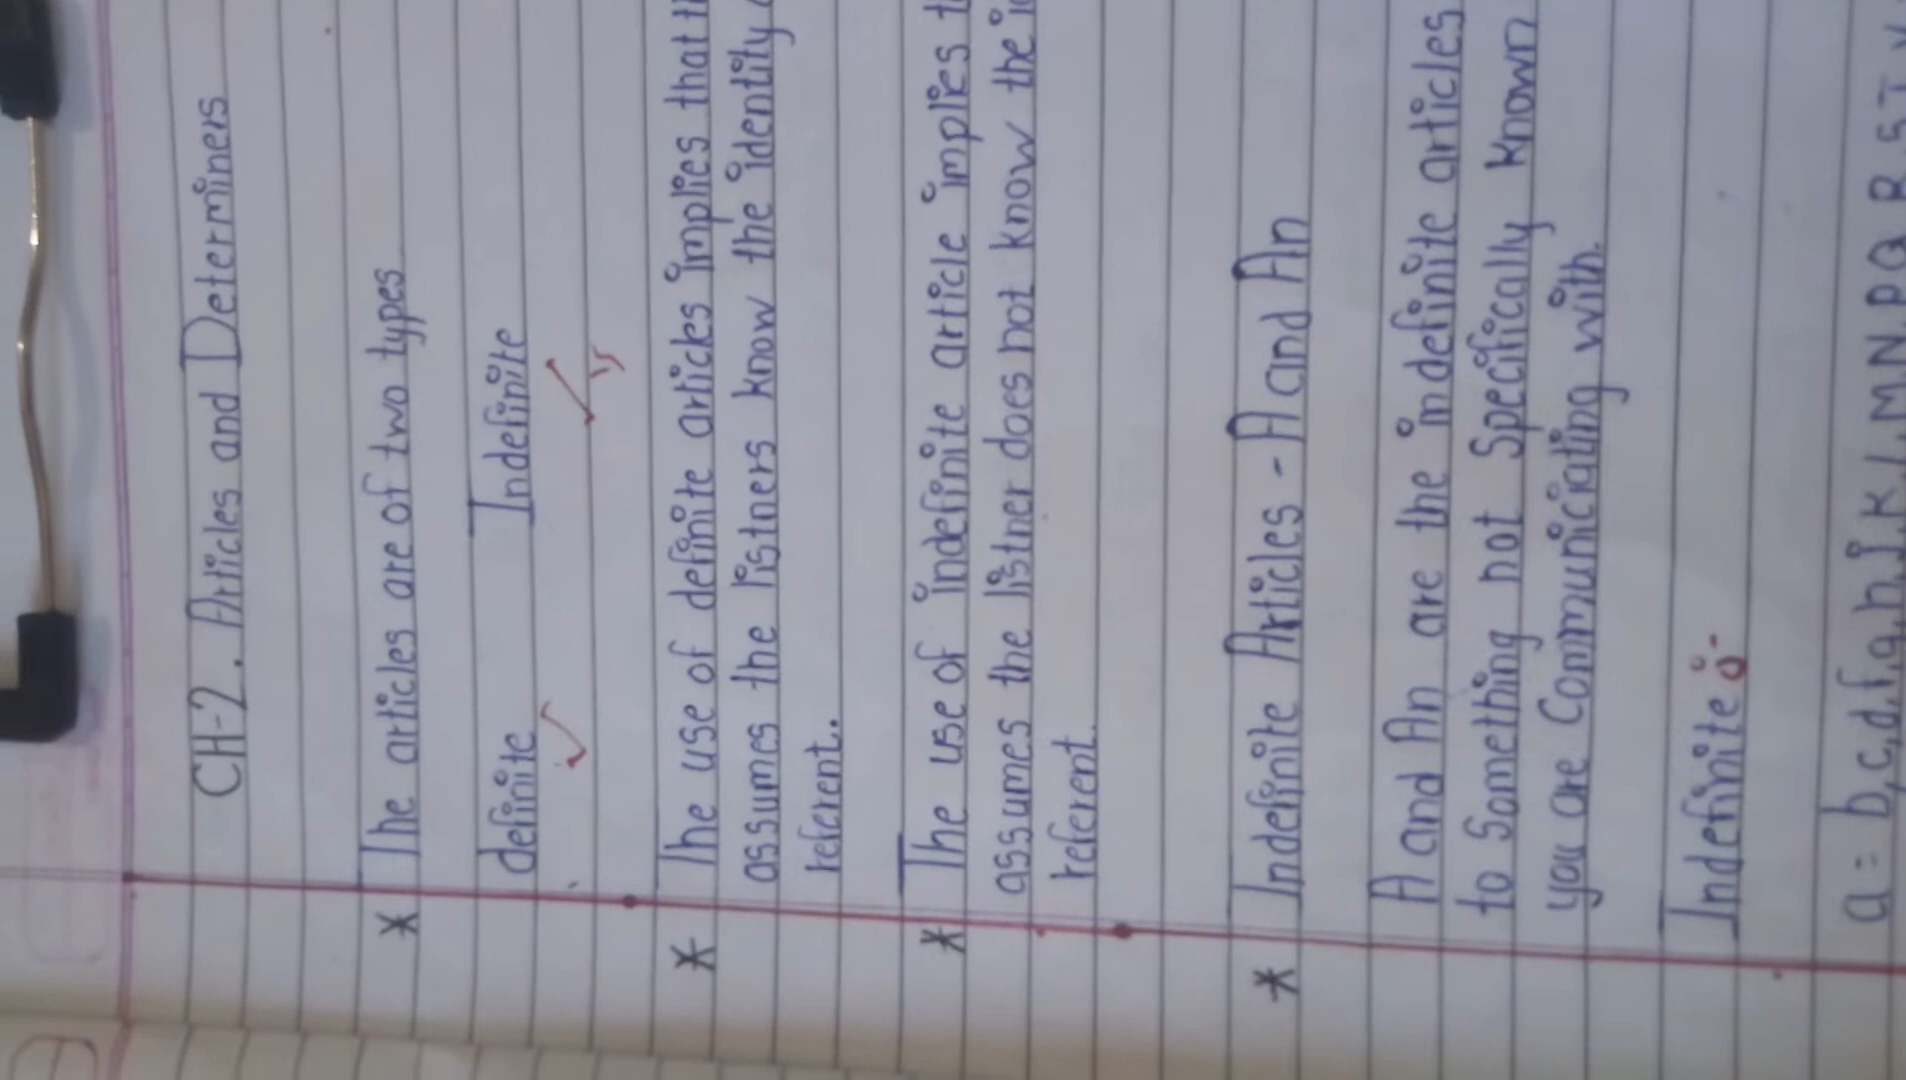 CH-2. Articles and Determiners
* The articles are of two types
definite Indefinite
* The use of definite articles implies that
assumes the listners know the identity
referent.
* The use of indefinite article implies
assumes the listner does not know the
referent.
* Indefinite Articles - A and An
A and An are the indefinite articles
to Something not Specifically known
you are Communiciating with.
Indefinite :-
a = b,c,d,f,g,h,j,k,l,M,N,P,Q,R,S,T,V